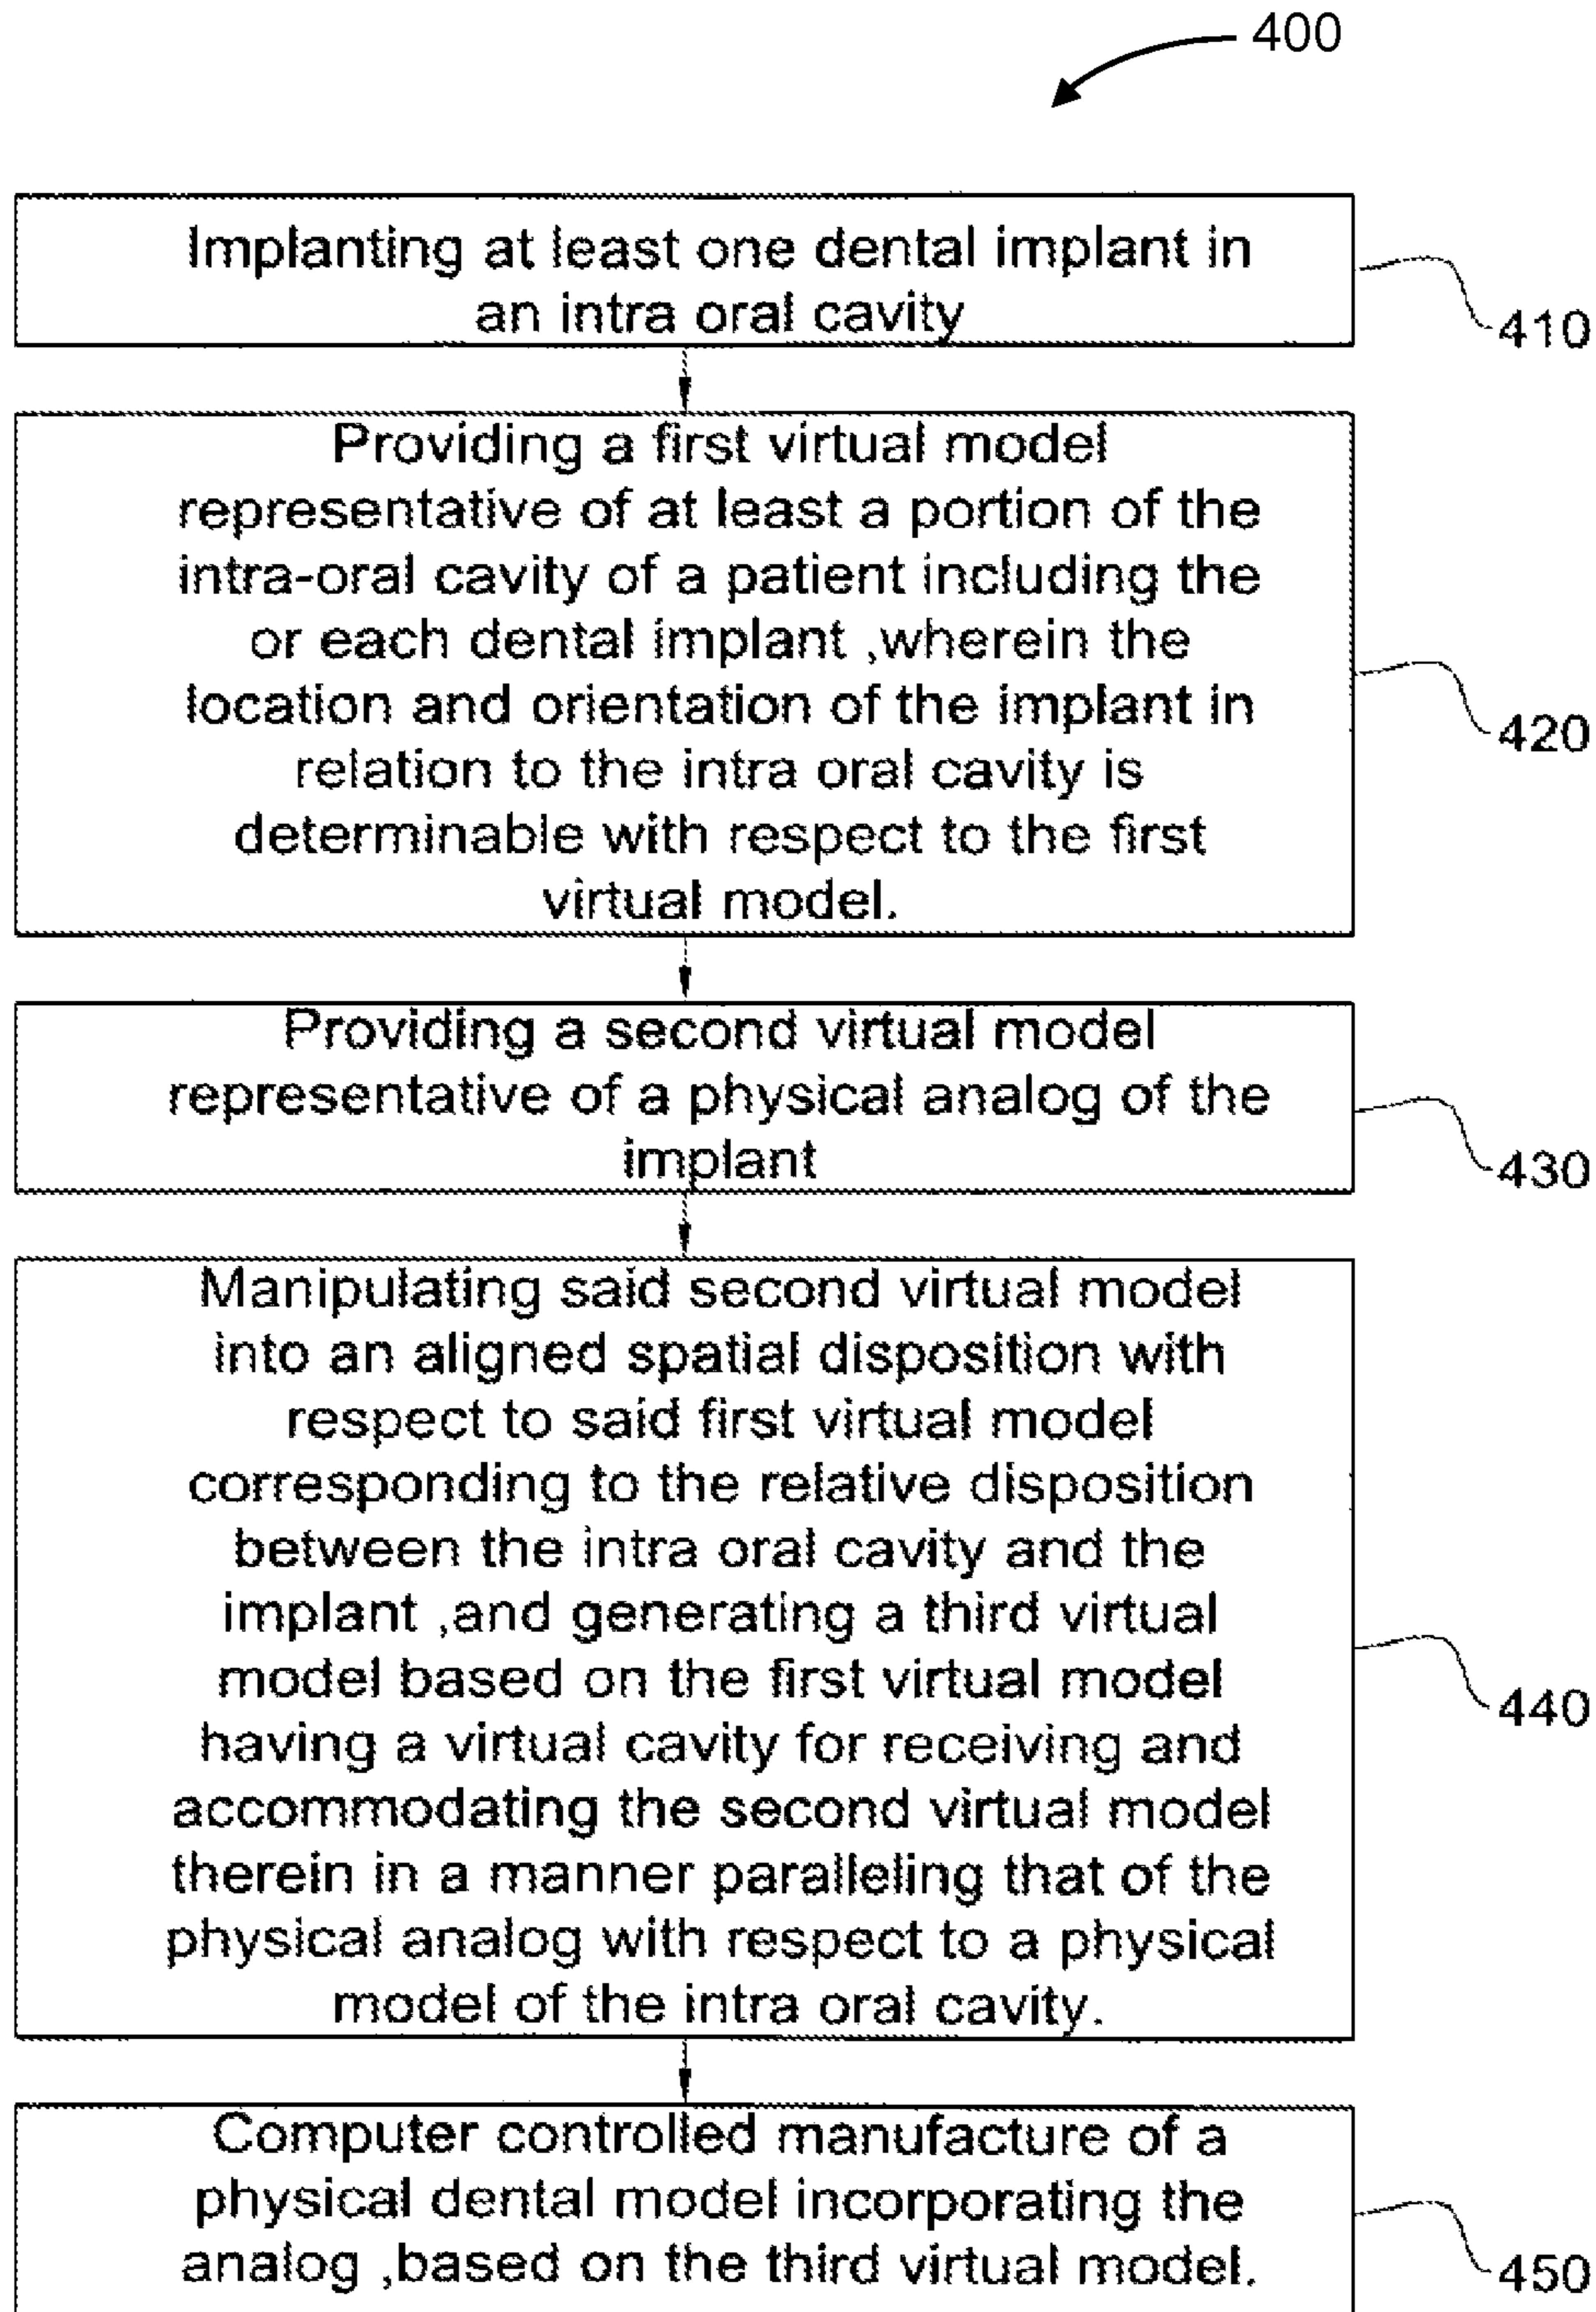 400
Implanting at least one dental implant in
an intra oral cavity
410
Providing a first virtual model
representative of at least a portion of the
intra-oral cavity of a patient including the
or each dental implant ,wherein the
location and orientation of the implant in
relation to the intra oral cavity is
determinable with respect to the first
virtual model.
420
Providing a second virtual model
representative of a physical analog of the
implant
430
Manipulating said second virtual model
into an aligned spatial disposition with
respect to said first virtual model
corresponding to the relative disposition
between the intra oral cavity and the
implant ,and generating a third virtual
model based on the first virtual model
having a virtual cavity for receiving and
accommodating the second virtual model
therein in a manner paralleling that of the
physical analog with respect to a physical
model of the intra oral cavity.
440
Computer controlled manufacture of a
physical dental model incorporating the
analog ,based on the third virtual model.
450